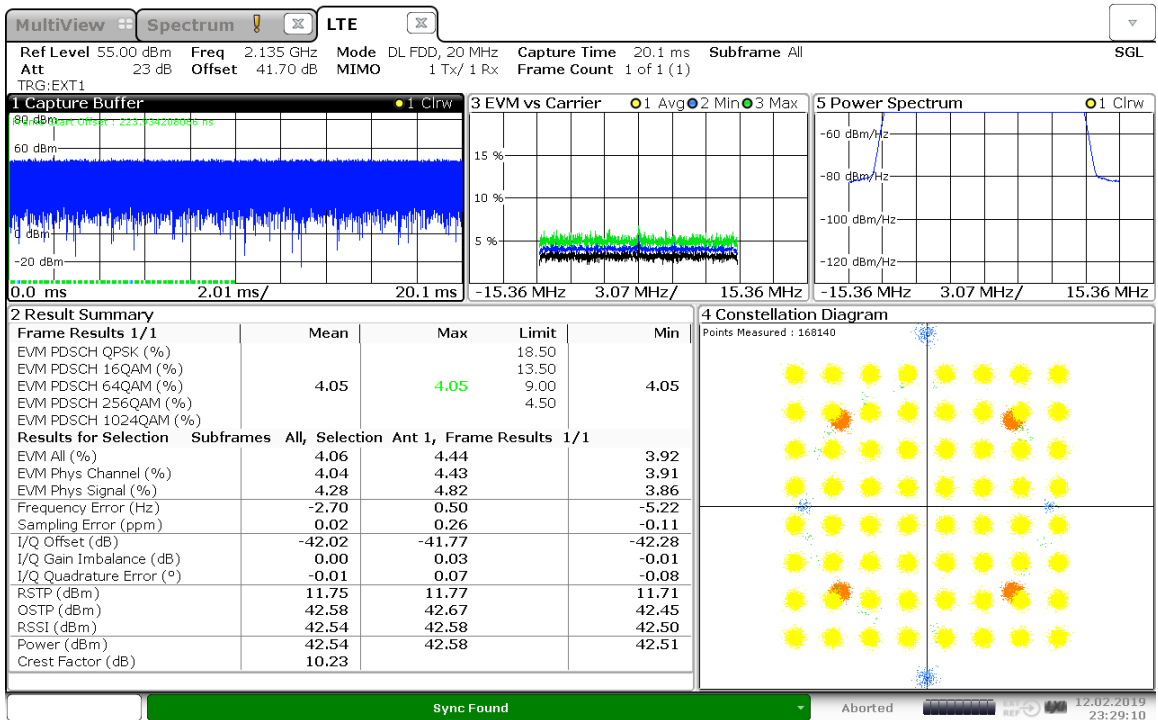 MultiView Spectrum LTE
Ref Level 55.00 dBm Freq 2.135 GHz Mode DL FDD, 20 MHz Capture Time 20.1 ms Subframe All SGL
Att 23 dB Offset 41.70 dB MIMO 1 Tx/ 1 Rx Frame Count 1 of 1 (1)
TRG:EXT1
1 Capture Buffer 1 Clrw
80 dBm
Frame Start Offset : 223.934208066 ns
60 dBm
0 dBm
-20 dBm
0.0 ms 2.01 ms/ 20.1 ms
3 EVM vs Carrier 1 Avg 2 Min 3 Max
15 %
10 %
5 %
-15.36 MHz 3.07 MHz/ 15.36 MHz
5 Power Spectrum 1 Clrw
-60 dBm/Hz
-80 dBm/Hz
-100 dBm/Hz
-120 dBm/Hz
-15.36 MHz 3.07 MHz/ 15.36 MHz
2 Result Summary
Frame Results 1/1 Mean Max Limit Min
EVM PDSCH QPSK (%) 18.50
EVM PDSCH 16QAM (%) 13.50
EVM PDSCH 64QAM (%) 4.05 4.05 9.00 4.05
EVM PDSCH 256QAM (%) 4.50
EVM PDSCH 1024QAM (%)
Results for Selection Subframes All, Selection Ant 1, Frame Results 1/1
EVM All (%) 4.06 4.44 3.92
EVM Phys Channel (%) 4.04 4.43 3.91
EVM Phys Signal (%) 4.28 4.82 3.86
Frequency Error (Hz) -2.70 0.50 -5.22
Sampling Error (ppm) 0.02 0.26 -0.11
I/Q Offset (dB) -42.02 -41.77 -42.28
I/Q Gain Imbalance (dB) 0.00 0.03 -0.01
I/Q Quadrature Error (°) -0.01 0.07 -0.08
RSTP (dBm) 11.75 11.77 11.71
OSTP (dBm) 42.58 42.67 42.45
RSSI (dBm) 42.54 42.58 42.50
Power (dBm) 42.54 42.58 42.51
Crest Factor (dB) 10.23
4 Constellation Diagram
Points Measured : 168140
Sync Found Aborted EXT REF 12.02.2019
23:29:10